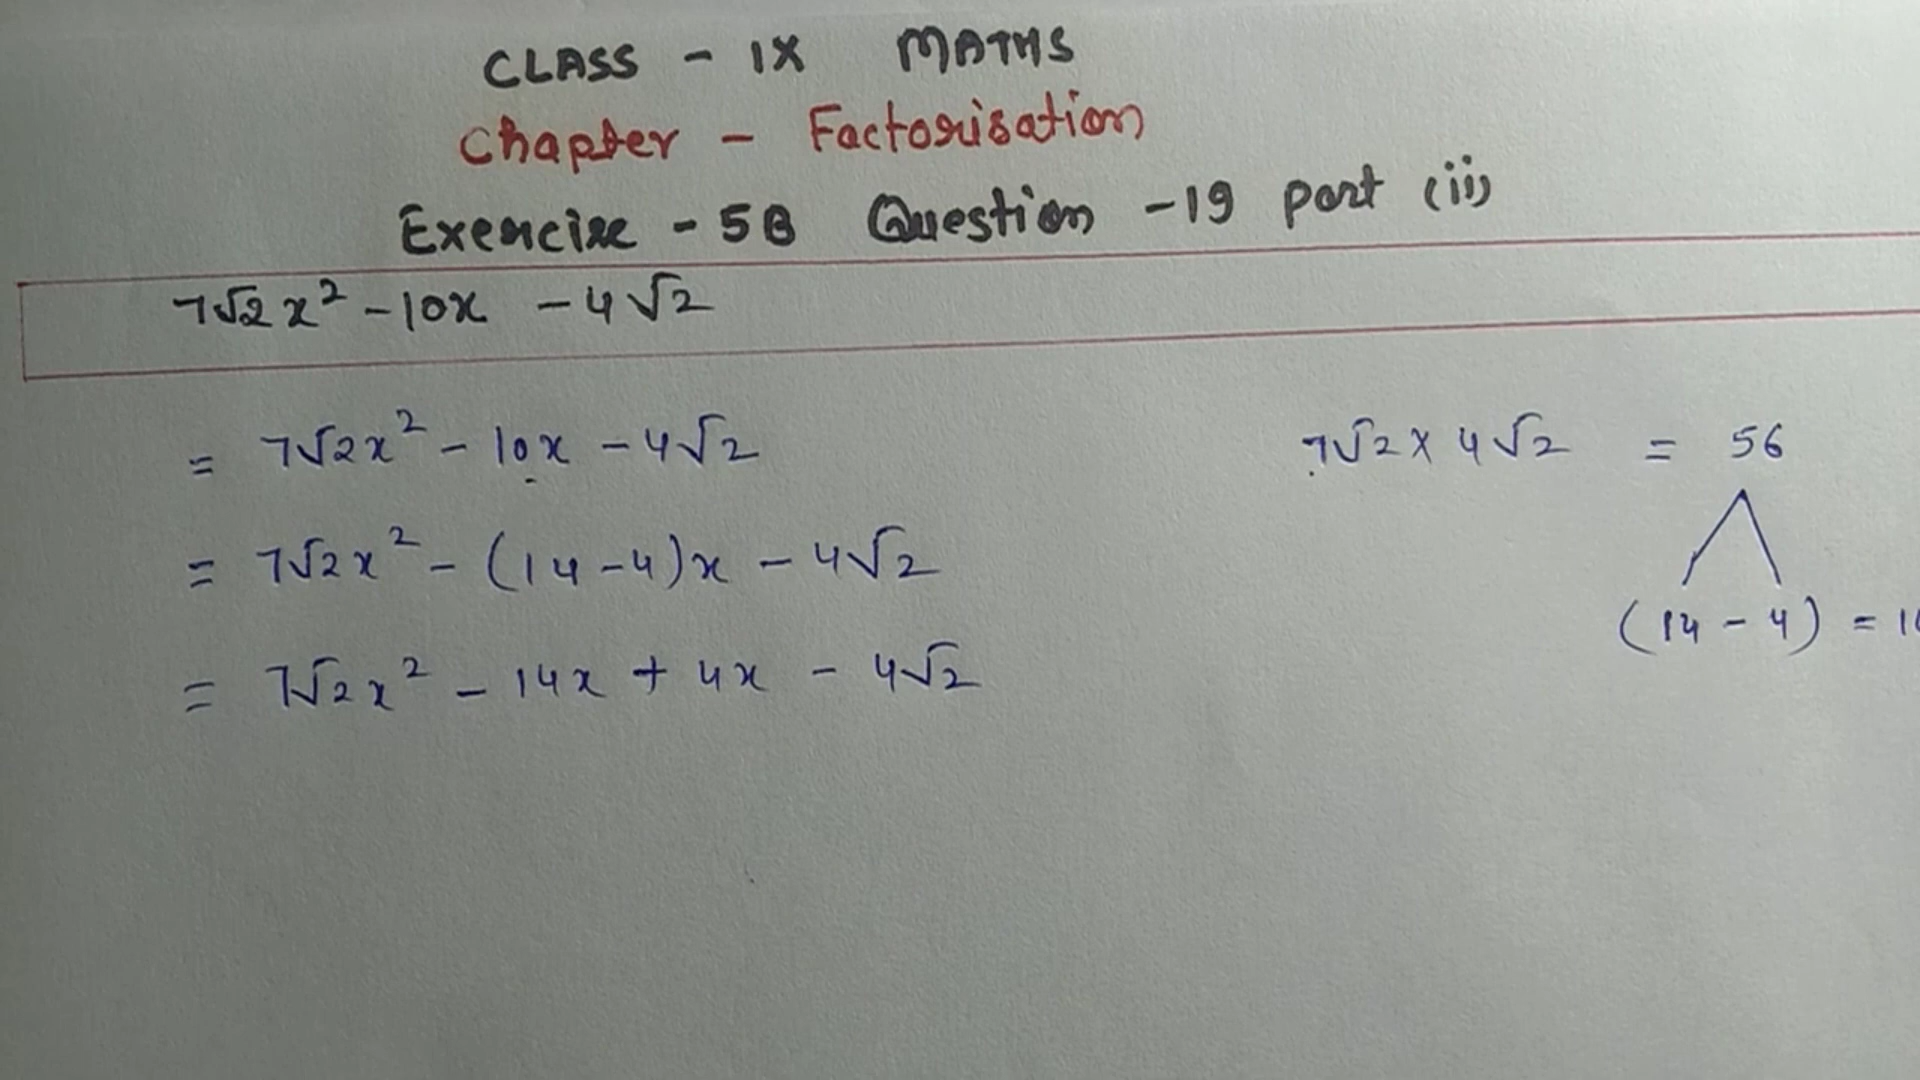 CLASS - IX MATHS
Chapter - Factorisation
Exercise - 5B Question - 19 part (ii)
7√2x² - 10x - 4√2
= 7√2x² - 10x - 4√2
7√2 x 4√2 = 56
= 7√2x² - (14-4)x - 4√2
(14 - 4) = 1
= 7√2x² - 14x + 4x - 4√2